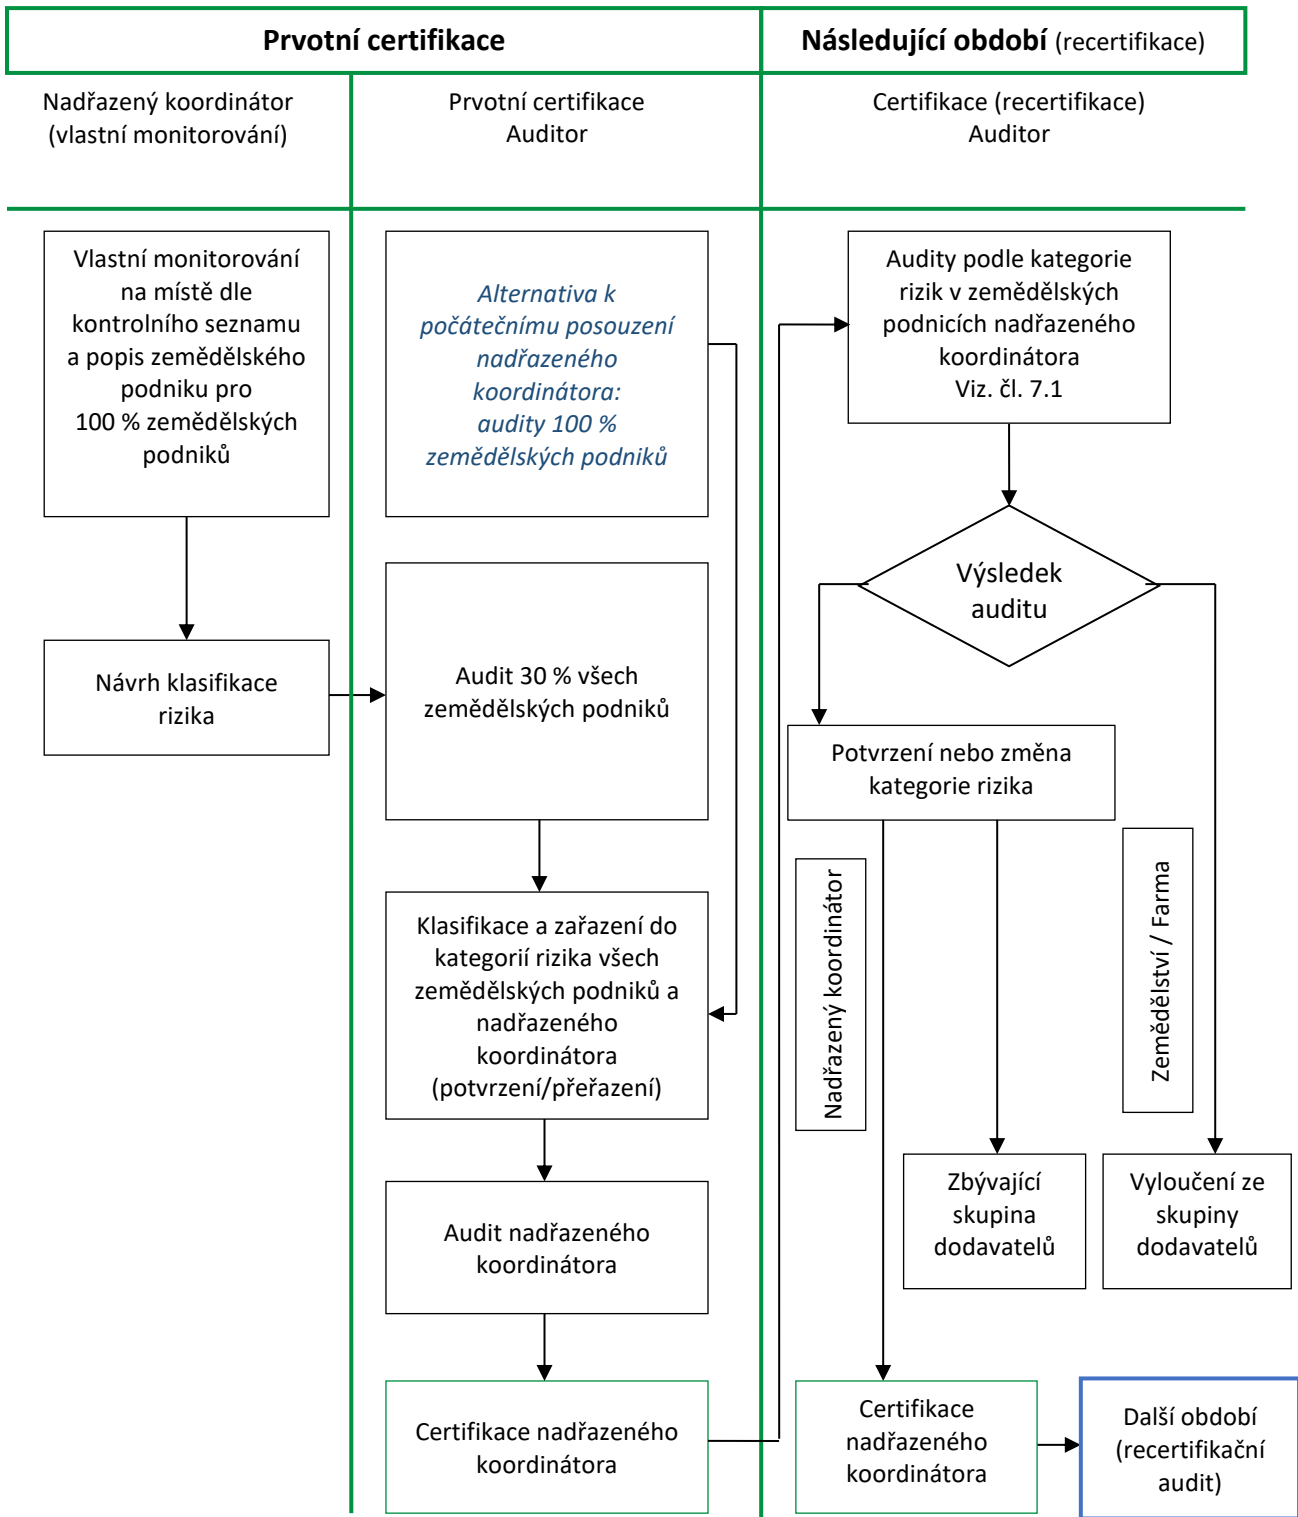 Prvotní certifikace
Následující období (recertifikace)
Nadřazený koordinátor
(vlastní monitorování)
Prvotní certifikace
Auditor
Certifikace (recertifikace)
Auditor
Vlastní monitorování
na místě dle
kontrolního seznamu
a popis zemědělského
podniku pro
100 % zemědělských
podniků
Návrh klasifikace
rizika
Alternativa k
počátečnímu posouzení
nadřazeného
koordinátora:
audity 100 %
zemědělských podniků
Audit 30 % všech
zemědělských podniků
Klasifikace a zařazení do
kategorií rizika všech
zemědělských podniků a
nadřazeného
koordinátora
(potvrzení/přeřazení)
Audit nadřazeného
koordinátora
Certifikace nadřazeného
koordinátora
Audity podle kategorie
rizik v zemědělských
podnicích nadřazeného
koordinátora
Viz. čl. 7.1
Výsledek
auditu
Potvrzení nebo změna
kategorie rizika
Nadřazený koordinátor
Zemědělství / Farma
Zbývající
skupina
dodavatelů
Vyloučení ze
skupiny
dodavatelů
Certifikace
nadřazeného
koordinátora
Další období
(recertifikační
audit)